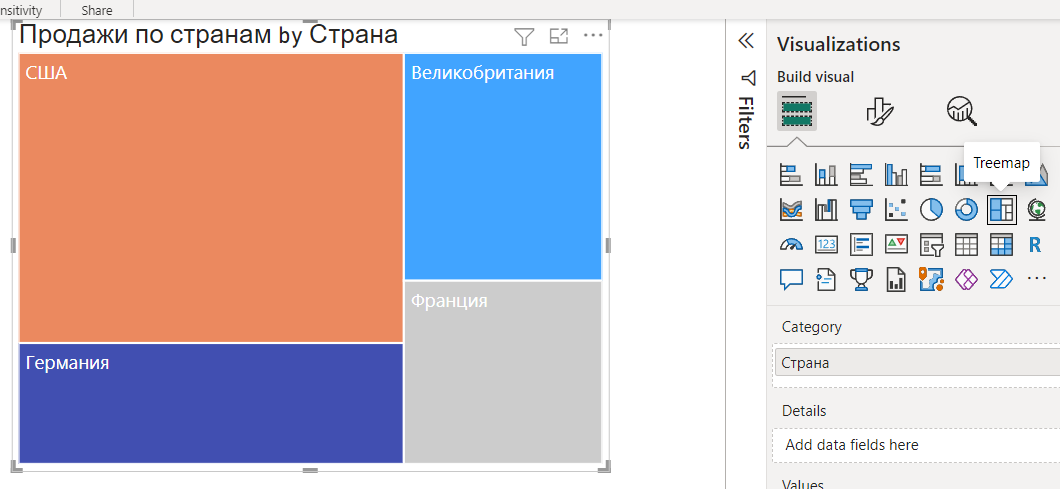 nsitivity
Share
Продажи по странам by Страна
США
Великобритания
Франция
Германия
Filters
Visualizations
Build visual
Treemap
123
R
Category
Страна
Details
Add data fields here
Values